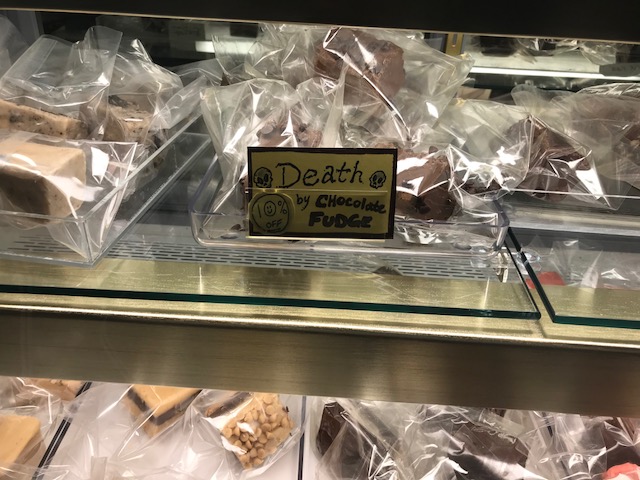 Death
by CHocolate
FUDGE
10%
OFF